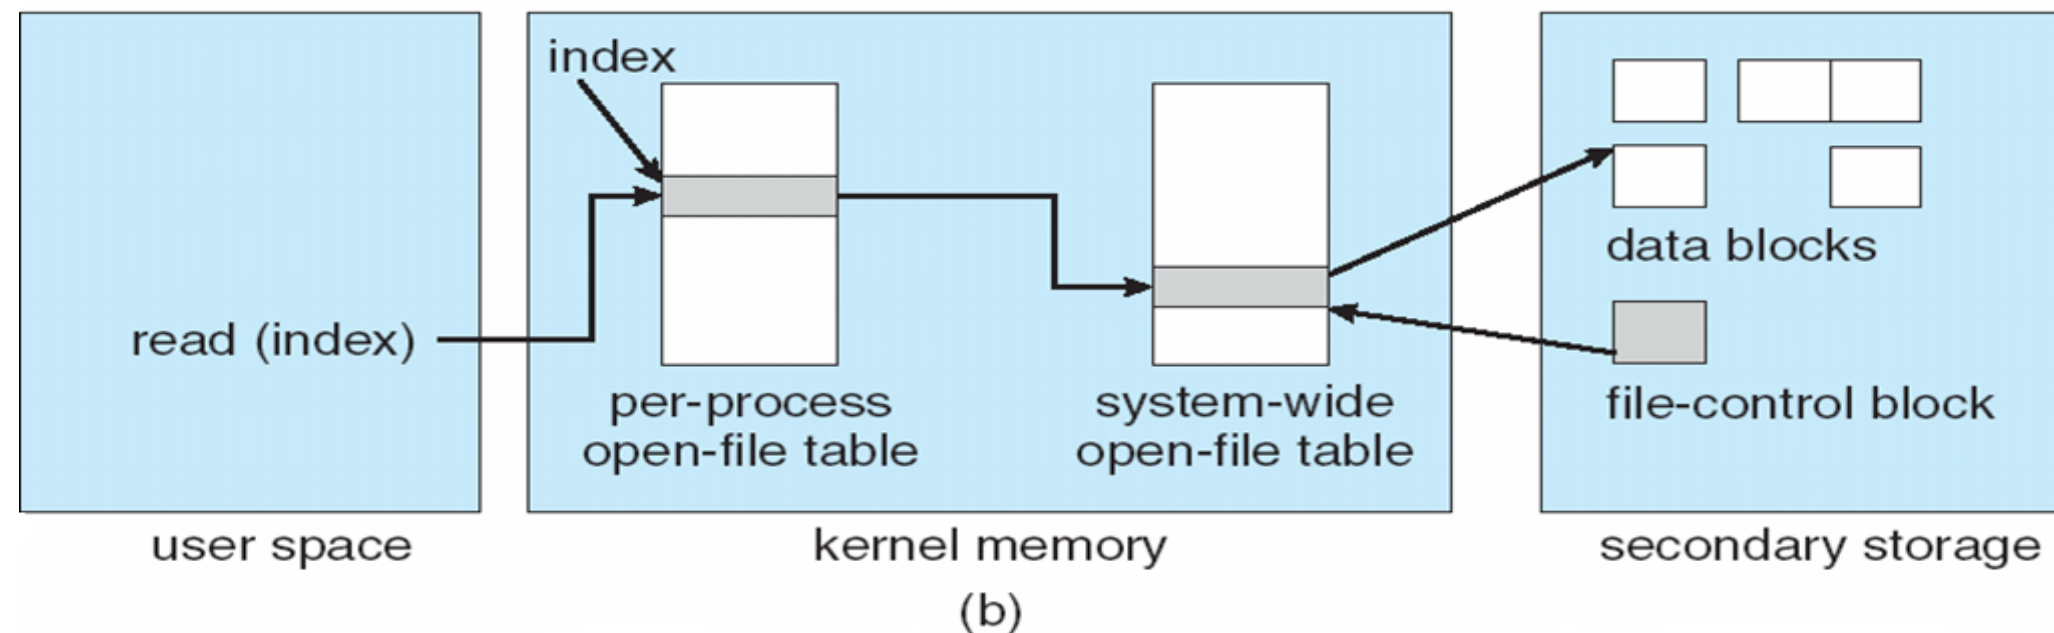 index
read (index)
per-process
open-file table
system-wide
open-file table
data blocks
file-control block
user space
kernel memory
secondary storage
(b)